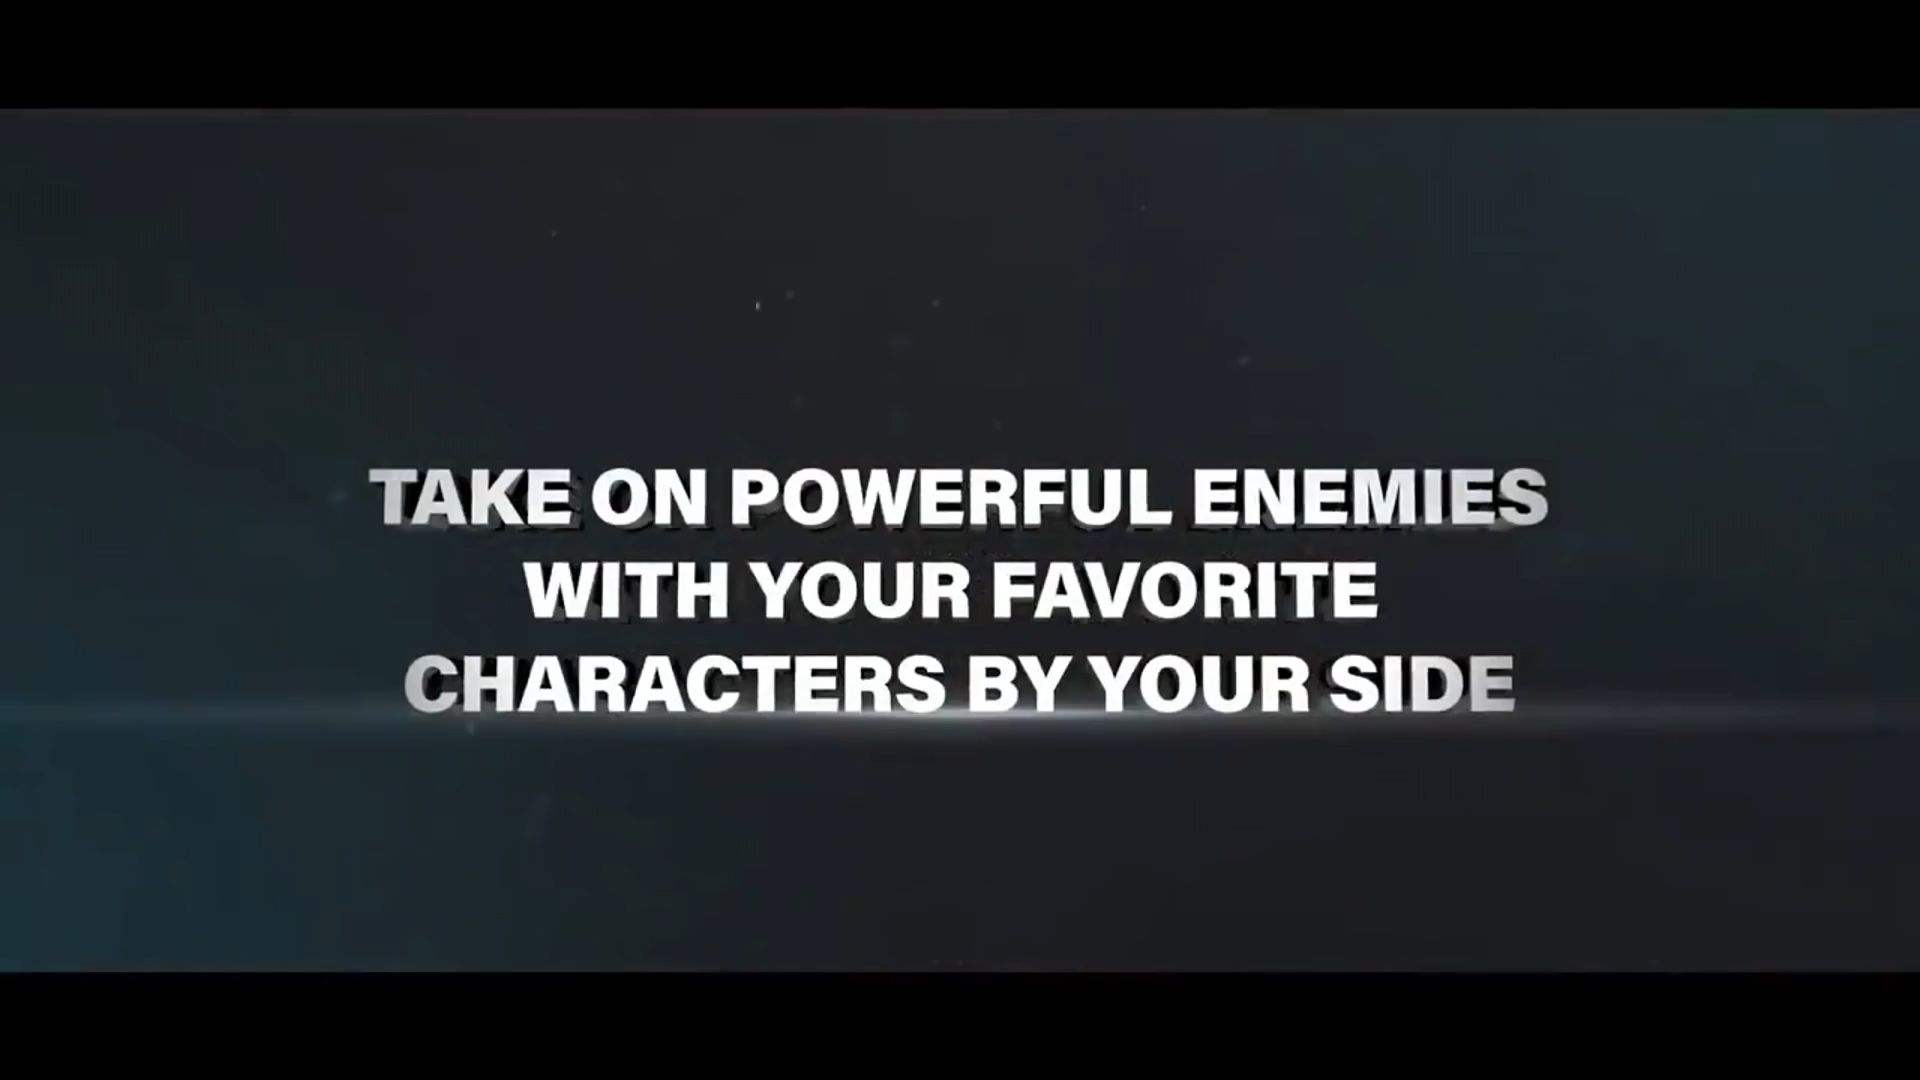 TAKE ON POWERFUL ENEMIES
WITH YOUR FAVORITE
CHARACTERS BY YOUR SIDE